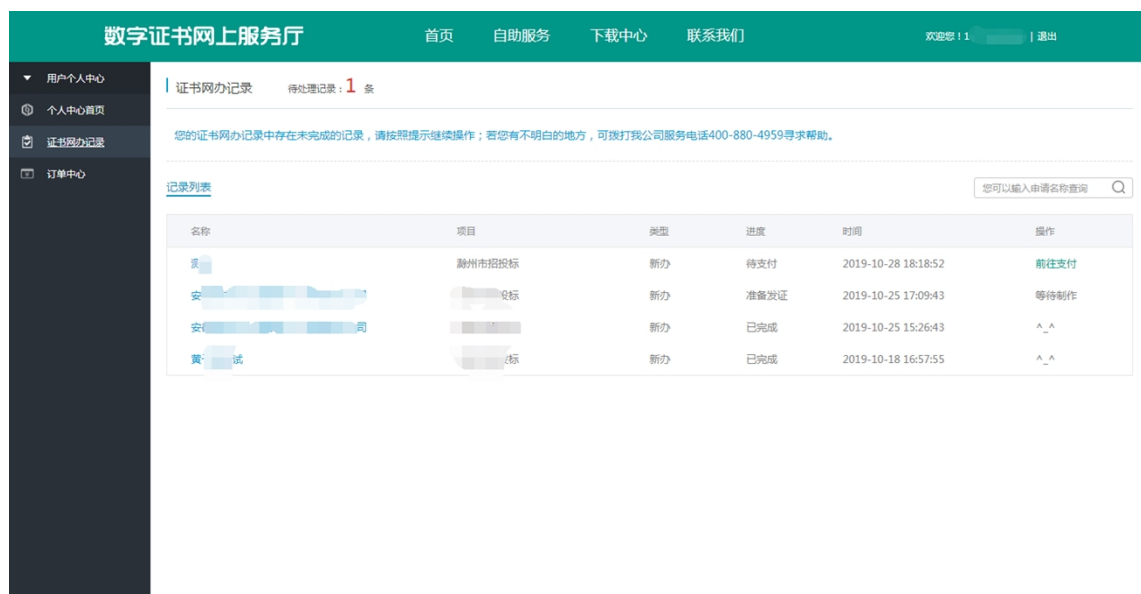 数字证书网上服务厅 首页 自助服务 下载中心 联系我们 欢迎您！1 | 退出
用户个人中心
个人中心首页
证书网办记录
订单中心
证书网办记录 待处理记录：1 条
您的证书网办记录中存在未完成的记录，请按照提示继续操作；若您有不明白的地方，可拨打我公司服务电话400-880-4959寻求帮助。
记录列表 您可以输入申请名称查询
名称 项目 类型 进度 时间 操作
滁州市招投标 新办 待支付 2019-10-28 18:18:52 前往支付
安 投标 新办 准备发证 2019-10-25 17:09:43 等待制作
安 司 新办 已完成 2019-10-25 15:26:43 ^_^
黄 试 标 新办 已完成 2019-10-18 16:57:55 ^_^